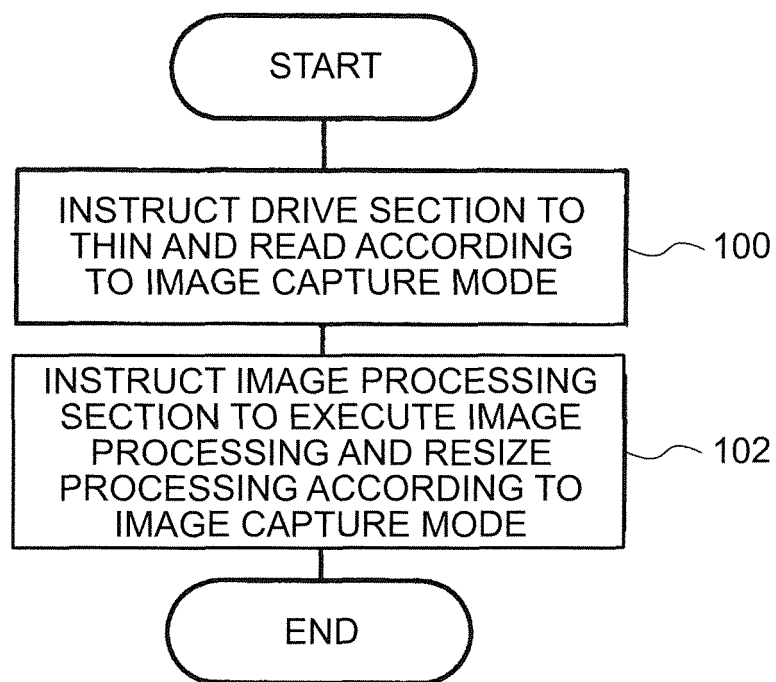 START
INSTRUCT DRIVE SECTION TO
THIN AND READ ACCORDING
TO IMAGE CAPTURE MODE
100
INSTRUCT IMAGE PROCESSING
SECTION TO EXECUTE IMAGE
PROCESSING AND RESIZE
PROCESSING ACCORDING TO
IMAGE CAPTURE MODE
102
END